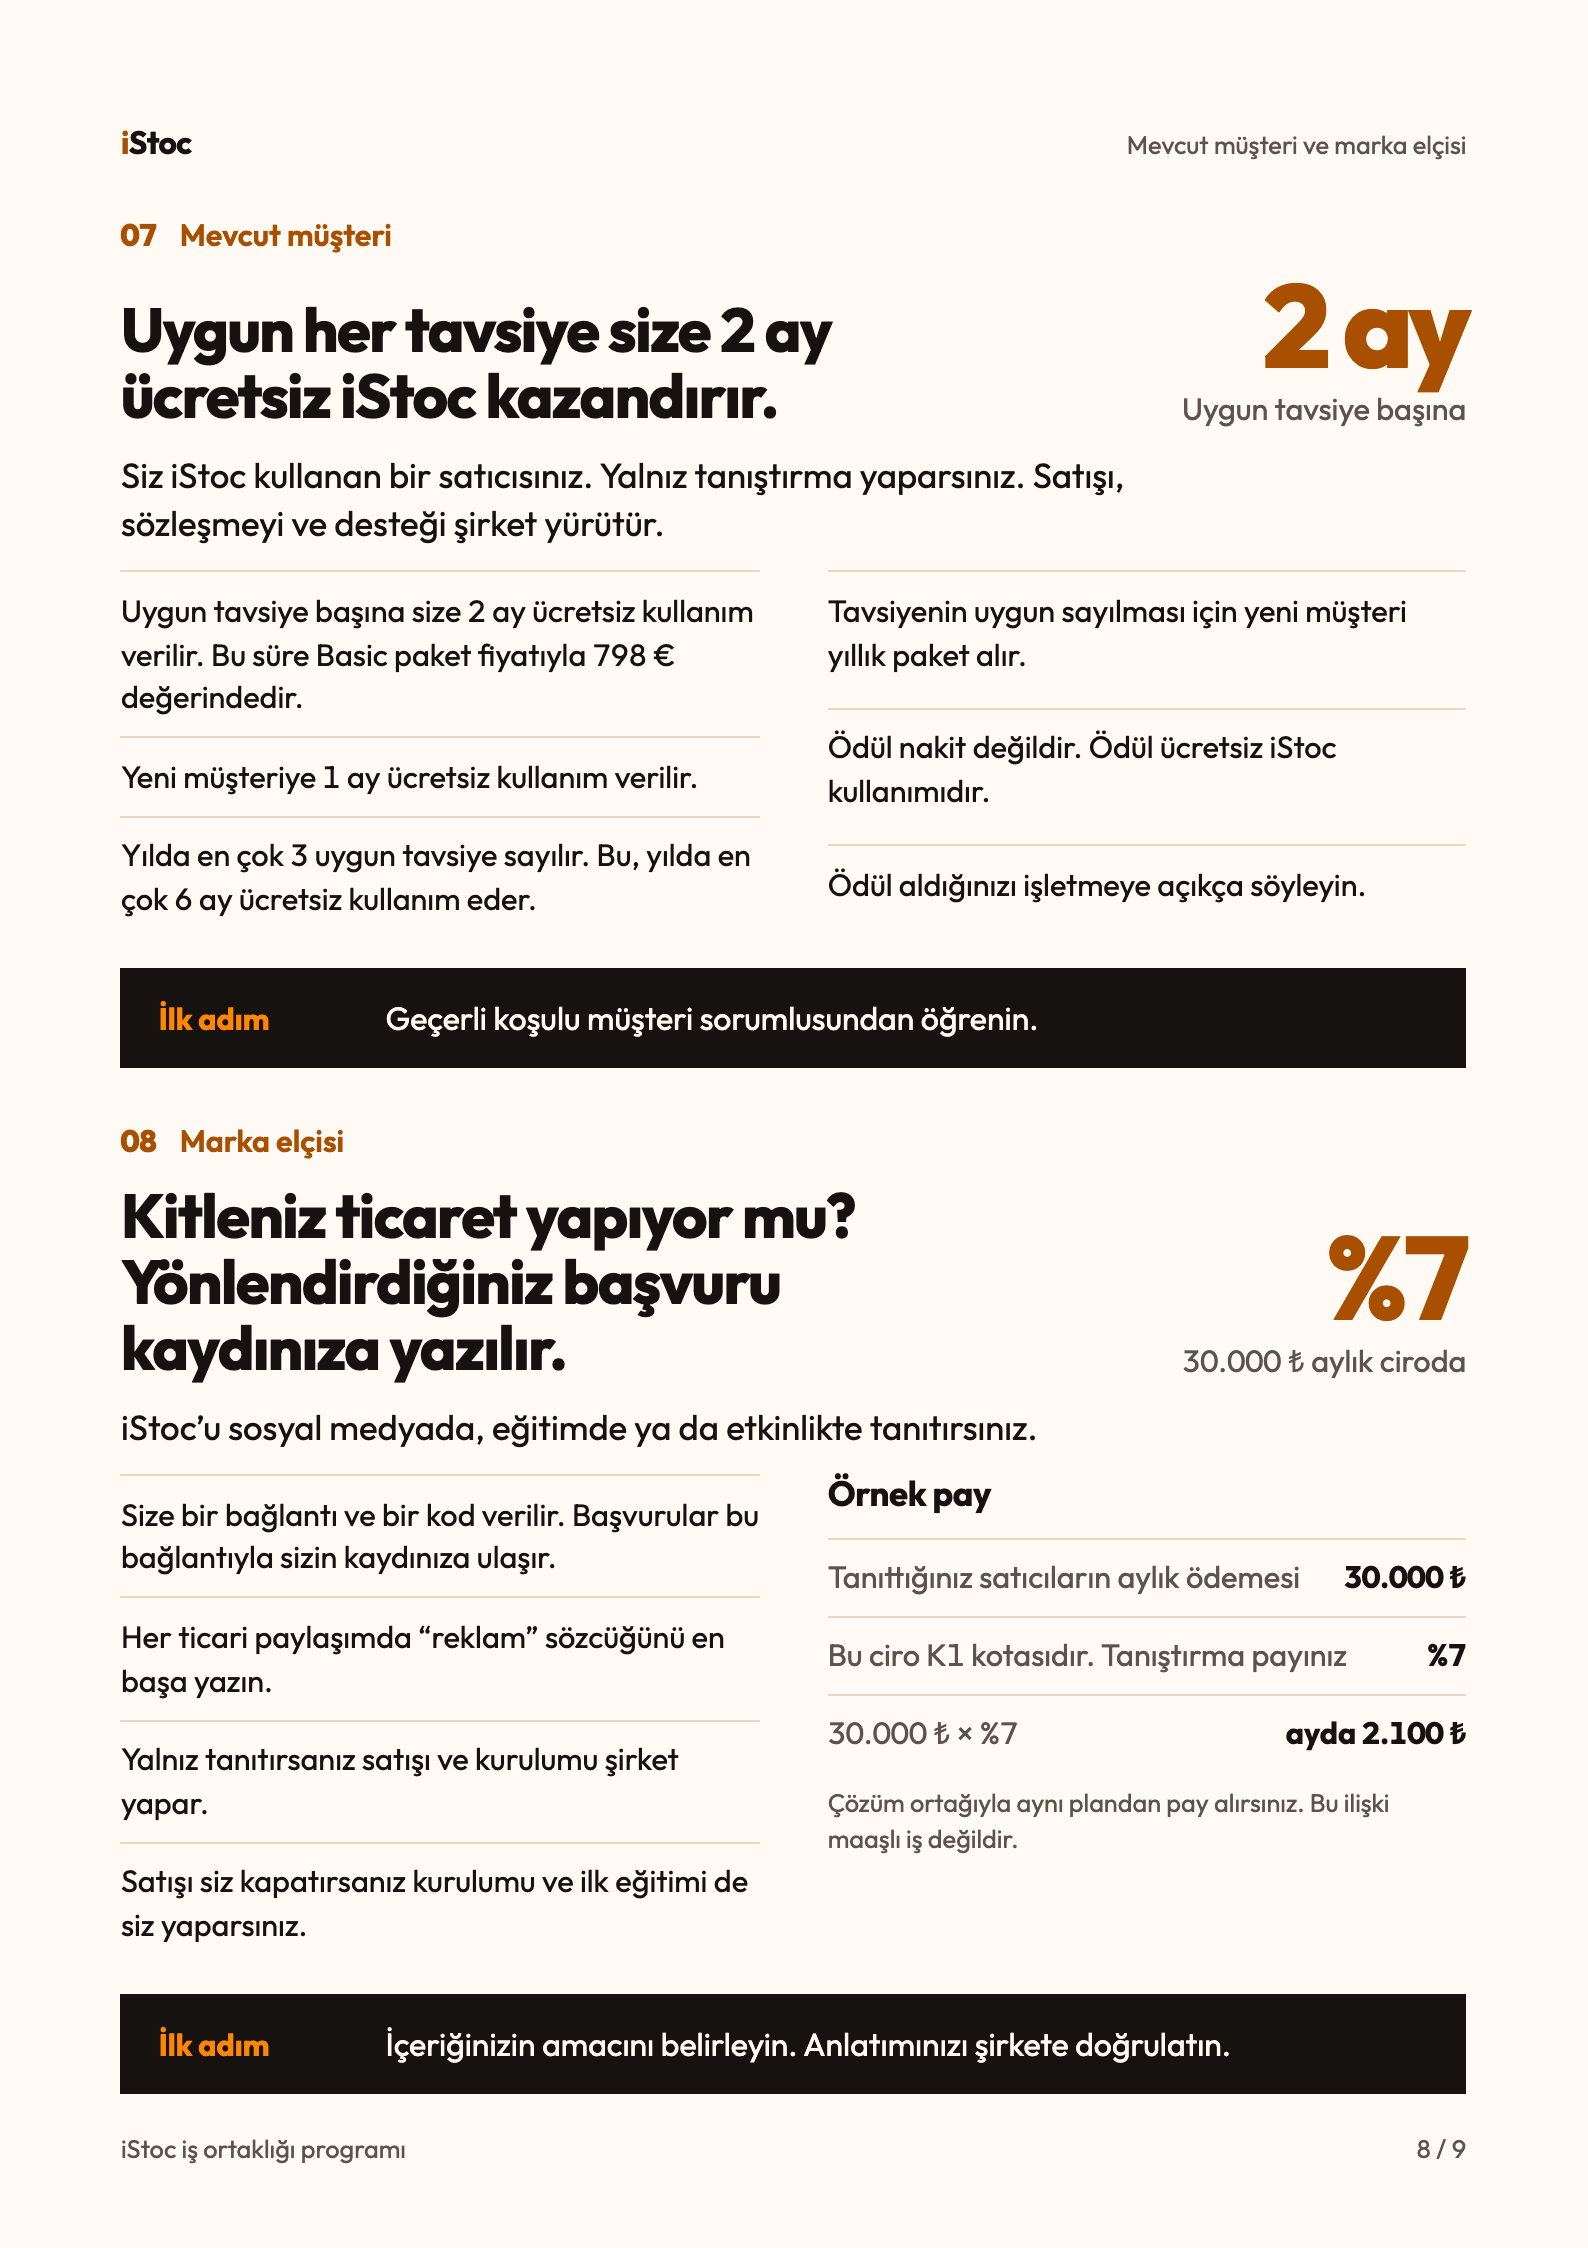 iStoc
Mevcut müşteri ve marka elçisi
07 Mevcut müşteri
Uygun her tavsiye size 2 ay
ücretsiz iStoc kazandırır.
2 ay
Uygun tavsiye başına
Siz iStoc kullanan bir satıcısınız. Yalnız tanıştırma yaparsınız. Satışı,
sözleşmeyi ve desteği şirket yürütür.
Uygun tavsiye başına size 2 ay ücretsiz kullanım
verilir. Bu süre Basic paket fiyatıyla 798 €
değerindedir.
Yeni müşteriye 1 ay ücretsiz kullanım verilir.
Yılda en çok 3 uygun tavsiye sayılır. Bu, yılda en
çok 6 ay ücretsiz kullanım eder.
Tavsiyenin uygun sayılması için yeni müşteri
yıllık paket alır.
Ödül nakit değildir. Ödül ücretsiz iStoc
kullanımıdır.
Ödül aldığınızı işletmeye açıkça söyleyin.
İlk adım Geçerli koşulu müşteri sorumlusundan öğrenin.
08 Marka elçisi
Kitleniz ticaret yapıyor mu?
Yönlendirdiğiniz başvuru
kaydınıza yazılır.
%7
30.000 ₺ aylık ciroda
iStoc’u sosyal medyada, eğitimde ya da etkinlikte tanıtırsınız.
Size bir bağlantı ve bir kod verilir. Başvurular bu
bağlantıyla sizin kaydınıza ulaşır.
Her ticari paylaşımda “reklam” sözcüğünü en
başa yazın.
Yalnız tanıtırsanız satışı ve kurulumu şirket
yapar.
Satışı siz kapatırsanız kurulumu ve ilk eğitimi de
siz yaparsınız.
Örnek pay
Tanıttığınız satıcıların aylık ödemesi 30.000 ₺
Bu ciro K1 kotasıdır. Tanıştırma payınız %7
30.000 ₺ × %7 ayda 2.100 ₺
Çözüm ortağıyla aynı plandan pay alırsınız. Bu ilişki
maaşlı iş değildir.
İlk adım İçeriğinizin amacını belirleyin. Anlatımınızı şirkete doğrulatın.
iStoc iş ortaklığı programı
8 / 9